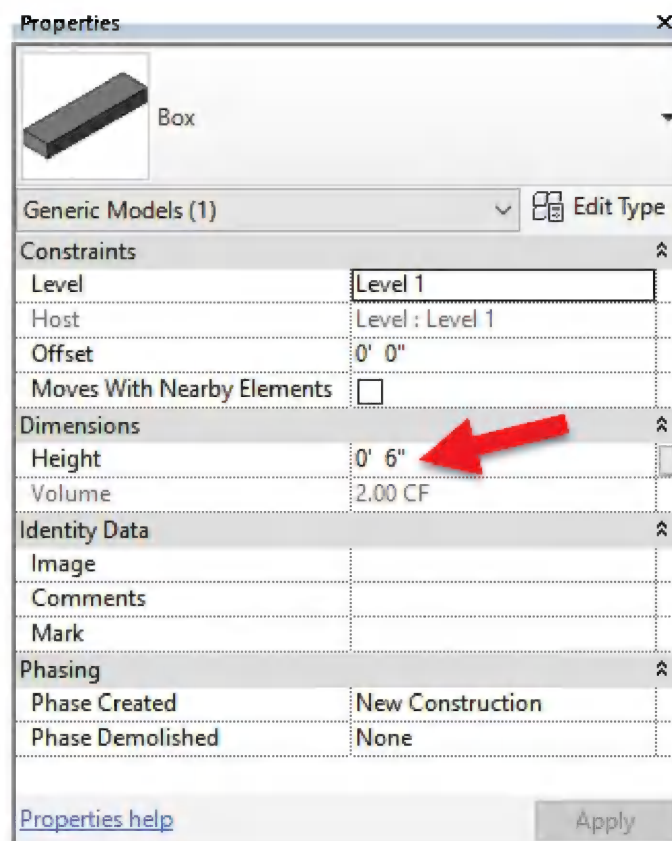 Properties
Box
Generic Models (1) Edit Type
Constraints
Level Level 1
Host Level : Level 1
Offset 0' 0"
Moves With Nearby Elements
Dimensions
Height 0' 6"
Volume 2.00 CF
Identity Data
Image
Comments
Mark
Phasing
Phase Created New Construction
Phase Demolished None
Properties help Apply